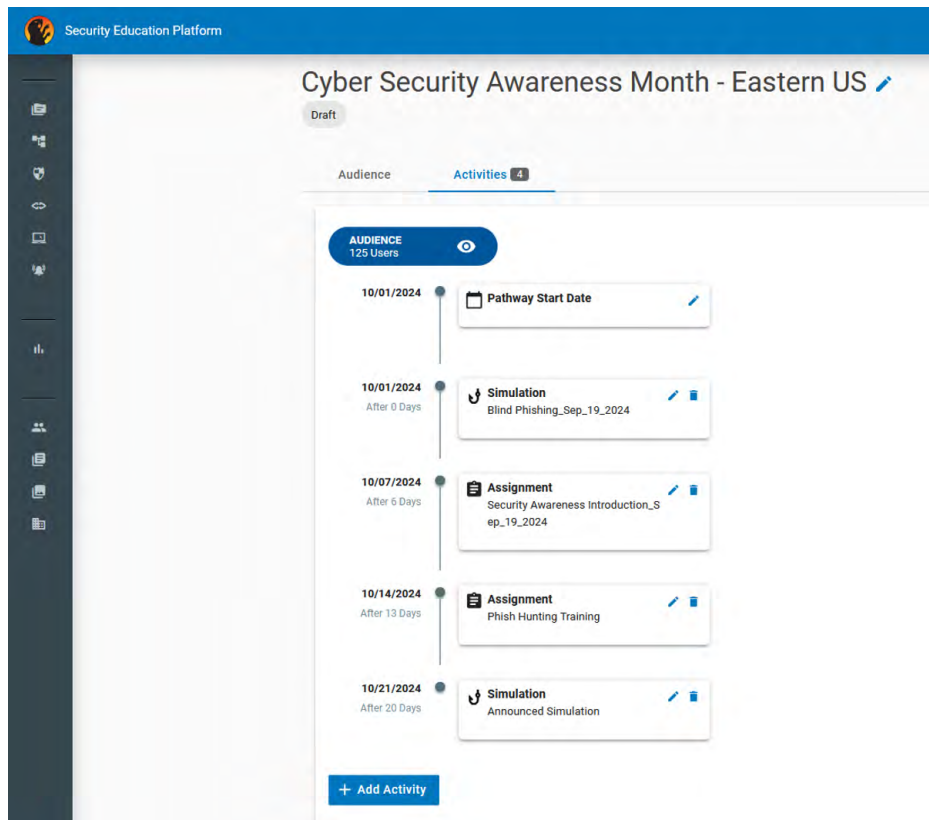 Security Education Platform
Cyber Security Awareness Month - Eastern US
Draft
Audience
Activities 4
AUDIENCE
125 Users
10/01/2024
Pathway Start Date
10/01/2024
After 0 Days
Simulation
Blind Phishing_Sep_19_2024
10/07/2024
After 6 Days
Assignment
Security Awareness Introduction_S
ep_19_2024
10/14/2024
After 13 Days
Assignment
Phish Hunting Training
10/21/2024
After 20 Days
Simulation
Announced Simulation
+ Add Activity